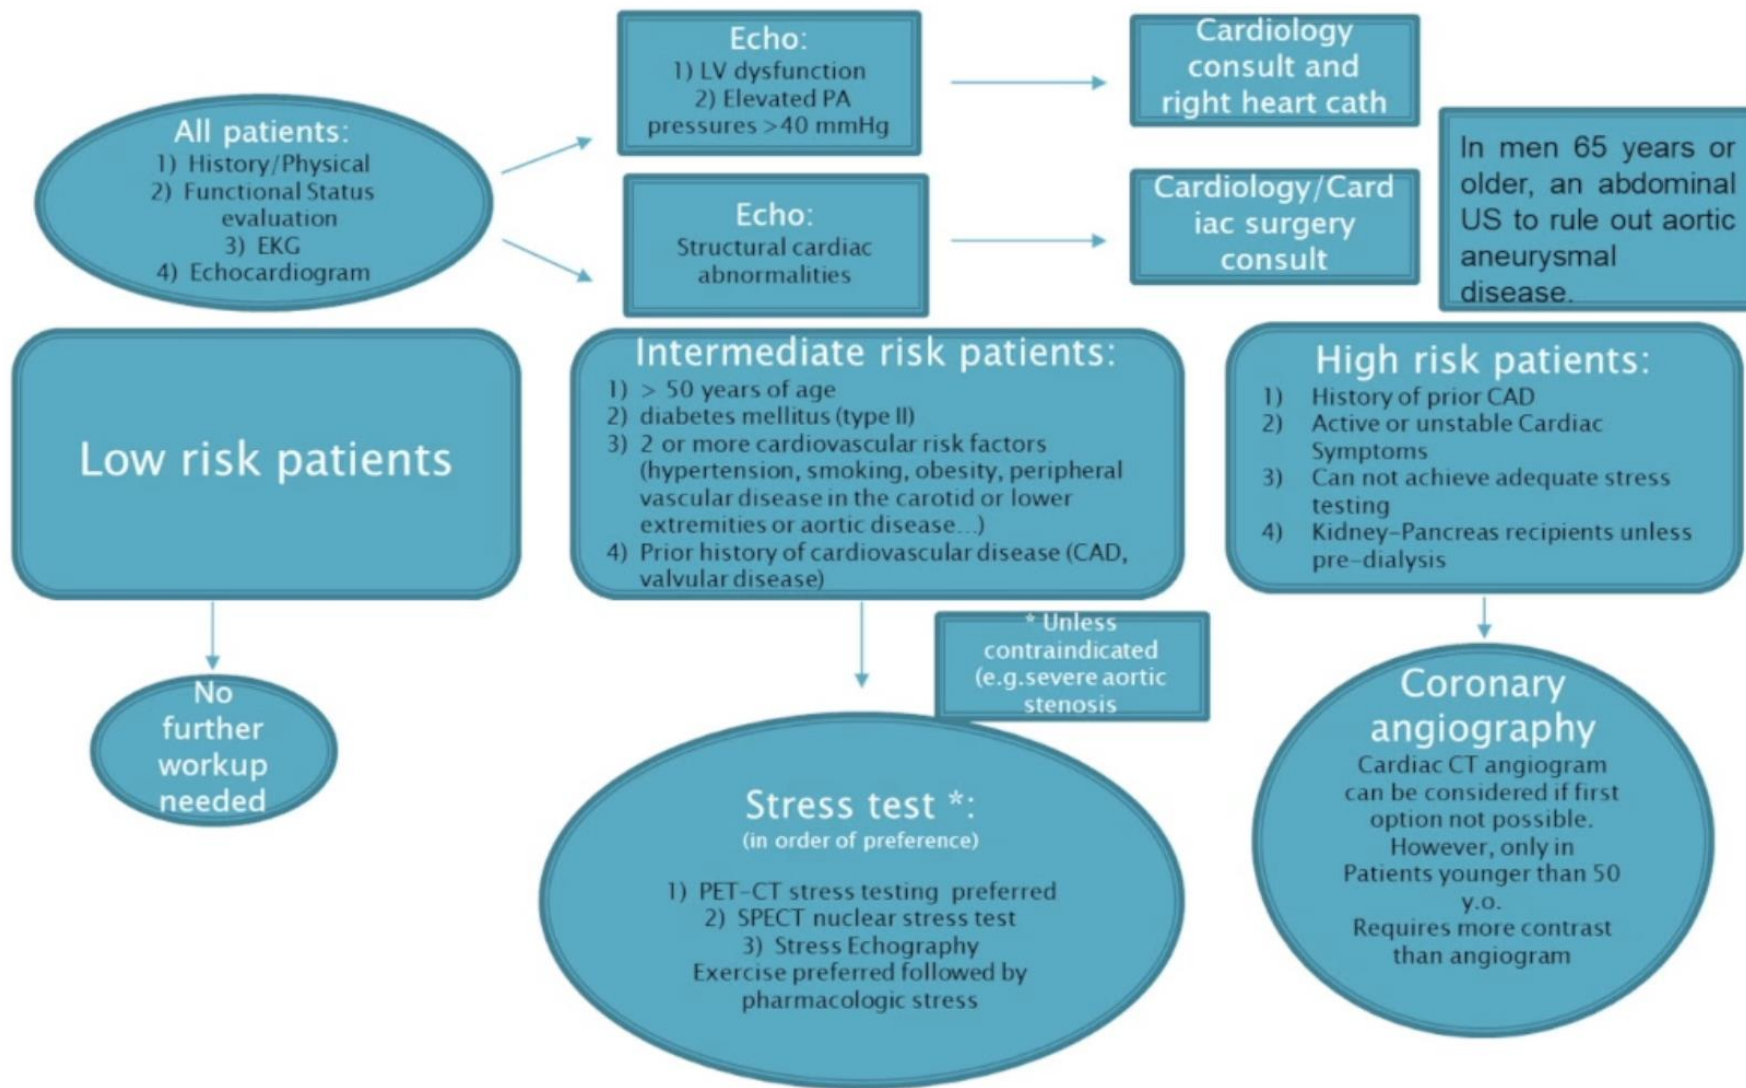 All patients:
1) History/Physical
2) Functional Status
evaluation
3) EKG
4) Echocardiogram
Echo:
1) LV dysfunction
2) Elevated PA
pressures >40 mmHg
Cardiology
consult and
right heart cath
Echo:
Structural cardiac
abnormalities
Cardiology/Card
iac surgery
consult
In men 65 years or
older, an abdominal
US to rule out aortic
aneurysmal
disease.
Low risk patients
No
further
workup
needed
Intermediate risk patients:
1) > 50 years of age
2) diabetes mellitus (type II)
3) 2 or more cardiovascular risk factors
(hypertension, smoking, obesity, peripheral
vascular disease in the carotid or lower
extremities or aortic disease...)
4) Prior history of cardiovascular disease (CAD,
valvular disease)
* Unless
contraindicated
(e.g.severe aortic
stenosis
Stress test *:
(in order of preference)
1) PET-CT stress testing preferred
2) SPECT nuclear stress test
3) Stress Echography
Exercise preferred followed by
pharmacologic stress
High risk patients:
1) History of prior CAD
2) Active or unstable Cardiac
Symptoms
3) Can not achieve adequate stress
testing
4) Kidney-Pancreas recipients unless
pre-dialysis
Coronary
angiography
Cardiac CT angiogram
can be considered if first
option not possible.
However, only in
Patients younger than 50
y.o.
Requires more contrast
than angiogram